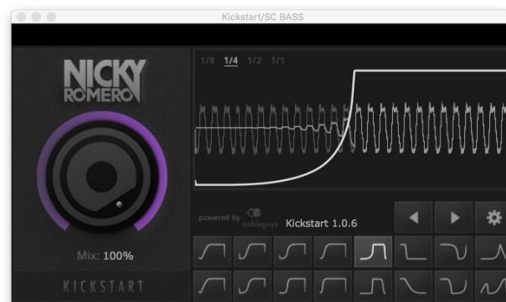 Kickstart/SC BASS
1/8 1/4 1/2 1/1
NICKY
ROMERO
powered by cableguys Kickstart 1.0.6
Mix: 100%
KICKSTART